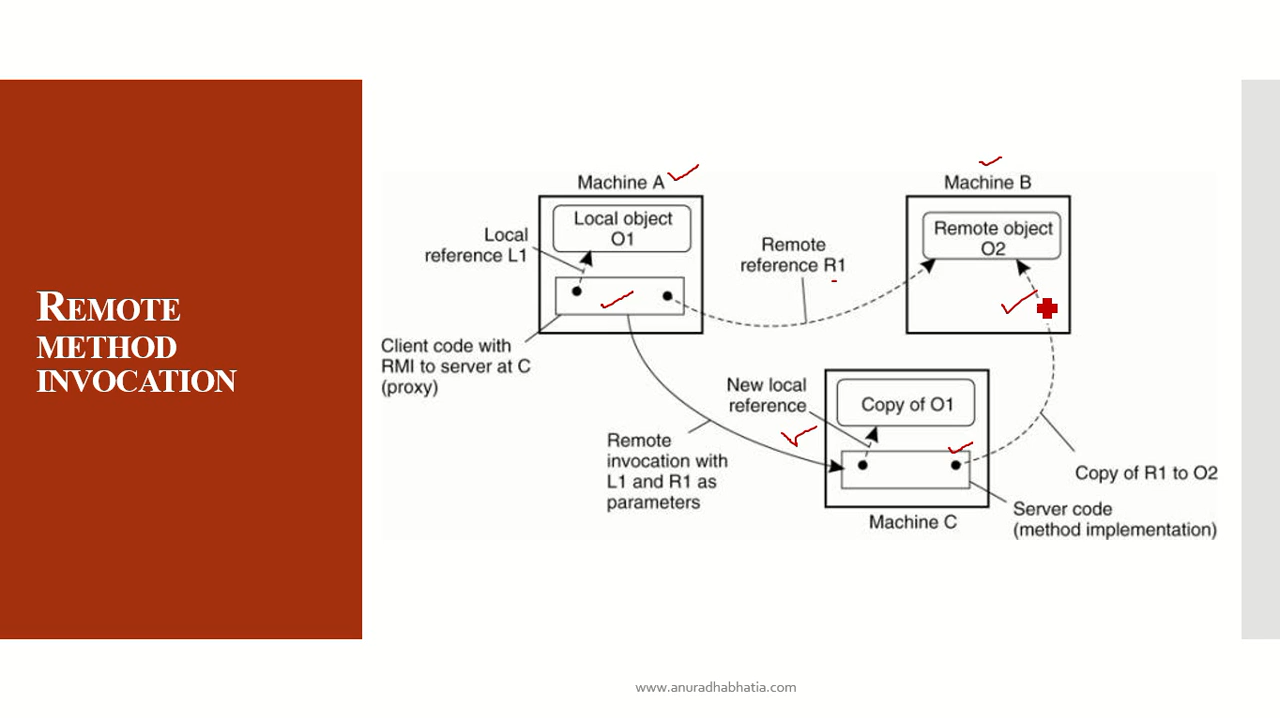 REMOTE
METHOD
INVOCATION
Machine A
Local object
O1
Local
reference L1
Client code with
RMI to server at C
(proxy)
Remote
reference R1
Machine B
Remote object
O2
New local
reference
Copy of O1
Remote
invocation with
L1 and R1 as
parameters
Machine C
Copy of R1 to O2
Server code
(method implementation)
www.anuradhabhatia.com